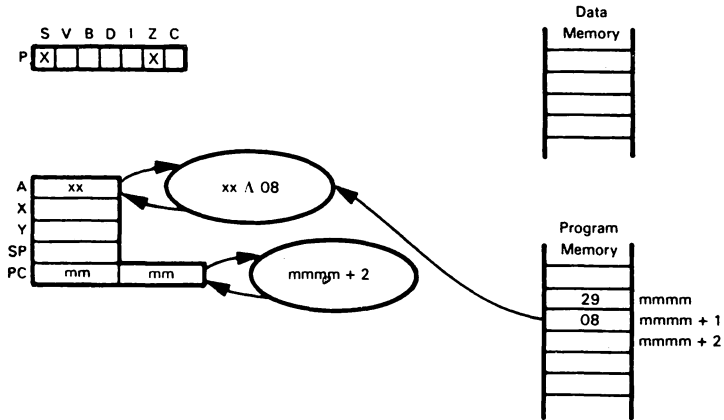 S V B D I Z C
P X X
Data
Memory
A xx
X
Y
SP
PC mm mm
xx Λ 08
mmmm + 2
Program
Memory
29 mmmm
08 mmmm + 1
mmmm + 2